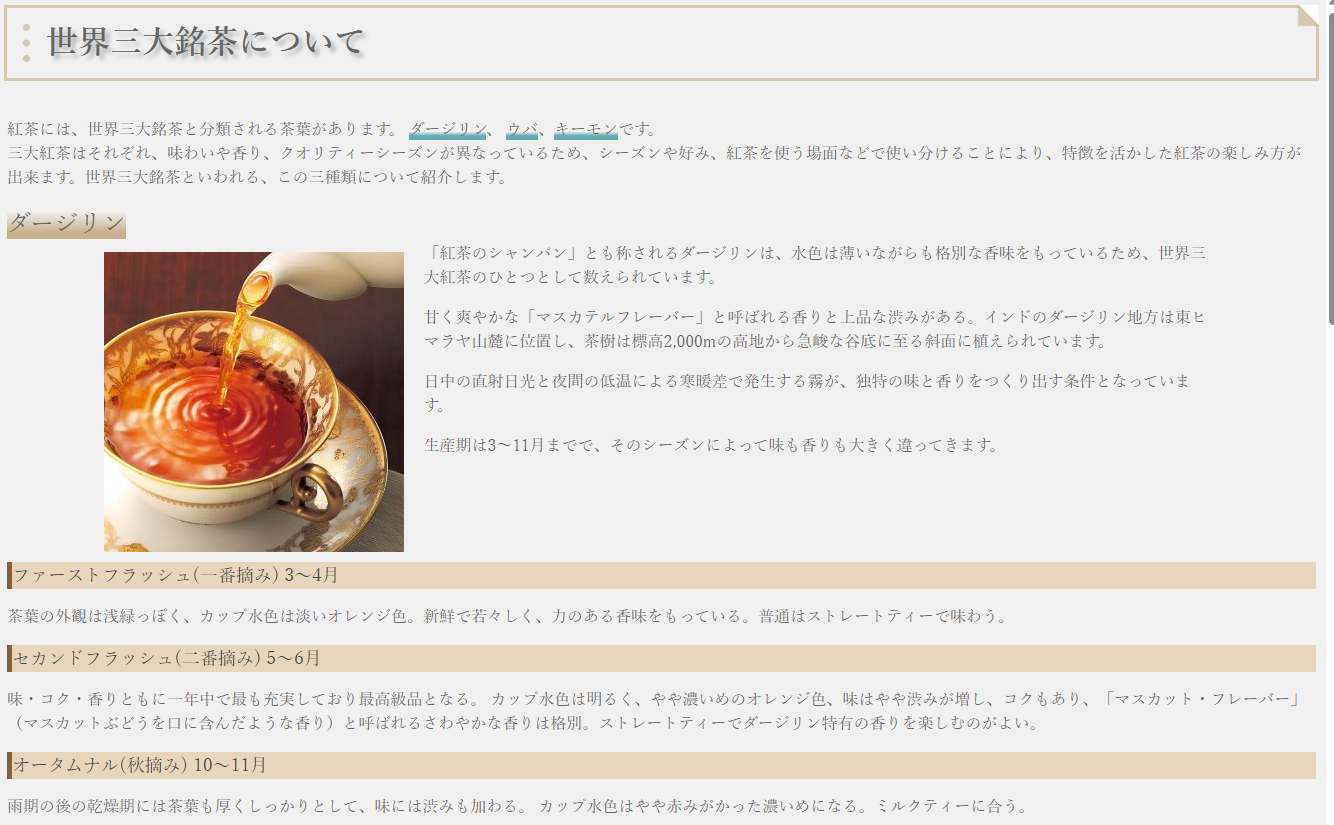 世界三大銘茶について
紅茶には、世界三大銘茶と分類される茶葉があります。 ダージリン、 ウバ、キーモンです。
三大紅茶はそれぞれ、味わいや香り、クオリティーシーズンが異なっているため、シーズンや好み、紅茶を使う場面などで使い分けることにより、特徴を活かした紅茶の楽しみ方が
出来ます。世界三大銘茶といわれる、この三種類について紹介します。
ダージリン
「紅茶のシャンパン」とも称されるダージリンは、水色は薄いながらも格別な香味をもっているため、世界三
大紅茶のひとつとして数えられています。
甘く爽やかな「マスカテルフレーバー」と呼ばれる香りと上品な渋みがある。インドのダージリン地方は東ヒ
マラヤ山麓に位置し、茶樹は標高2,000mの高地から急峻な谷底に至る斜面に植えられています。
日中の直射日光と夜間の低温による寒暖差で発生する霧が、独特の味と香りをつくり出す条件となっていま
す。
生産期は3〜11月までで、そのシーズンによって味も香りも大きく違ってきます。
ファーストフラッシュ(一番摘み) 3〜4月
茶葉の外観は浅緑っぽく、カップ水色は淡いオレンジ色。新鮮で若々しく、力のある香味をもっている。普通はストレートティーで味わう。
セカンドフラッシュ(二番摘み) 5〜6月
味・コク・香りともに一年中で最も充実しており最高級品となる。 カップ水色は明るく、やや濃いめのオレンジ色、味はやや渋みが増し、コクもあり、「マスカット・フレーバー」
（マスカットぶどうを口に含んだような香り）と呼ばれるさわやかな香りは格別。ストレートティーでダージリン特有の香りを楽しむのがよい。
オータムナル(秋摘み) 10〜11月
雨期の後の乾燥期には茶葉も厚くしっかりとして、味には渋みも加わる。 カップ水色はやや赤みがかった濃いめになる。ミルクティーに合う。